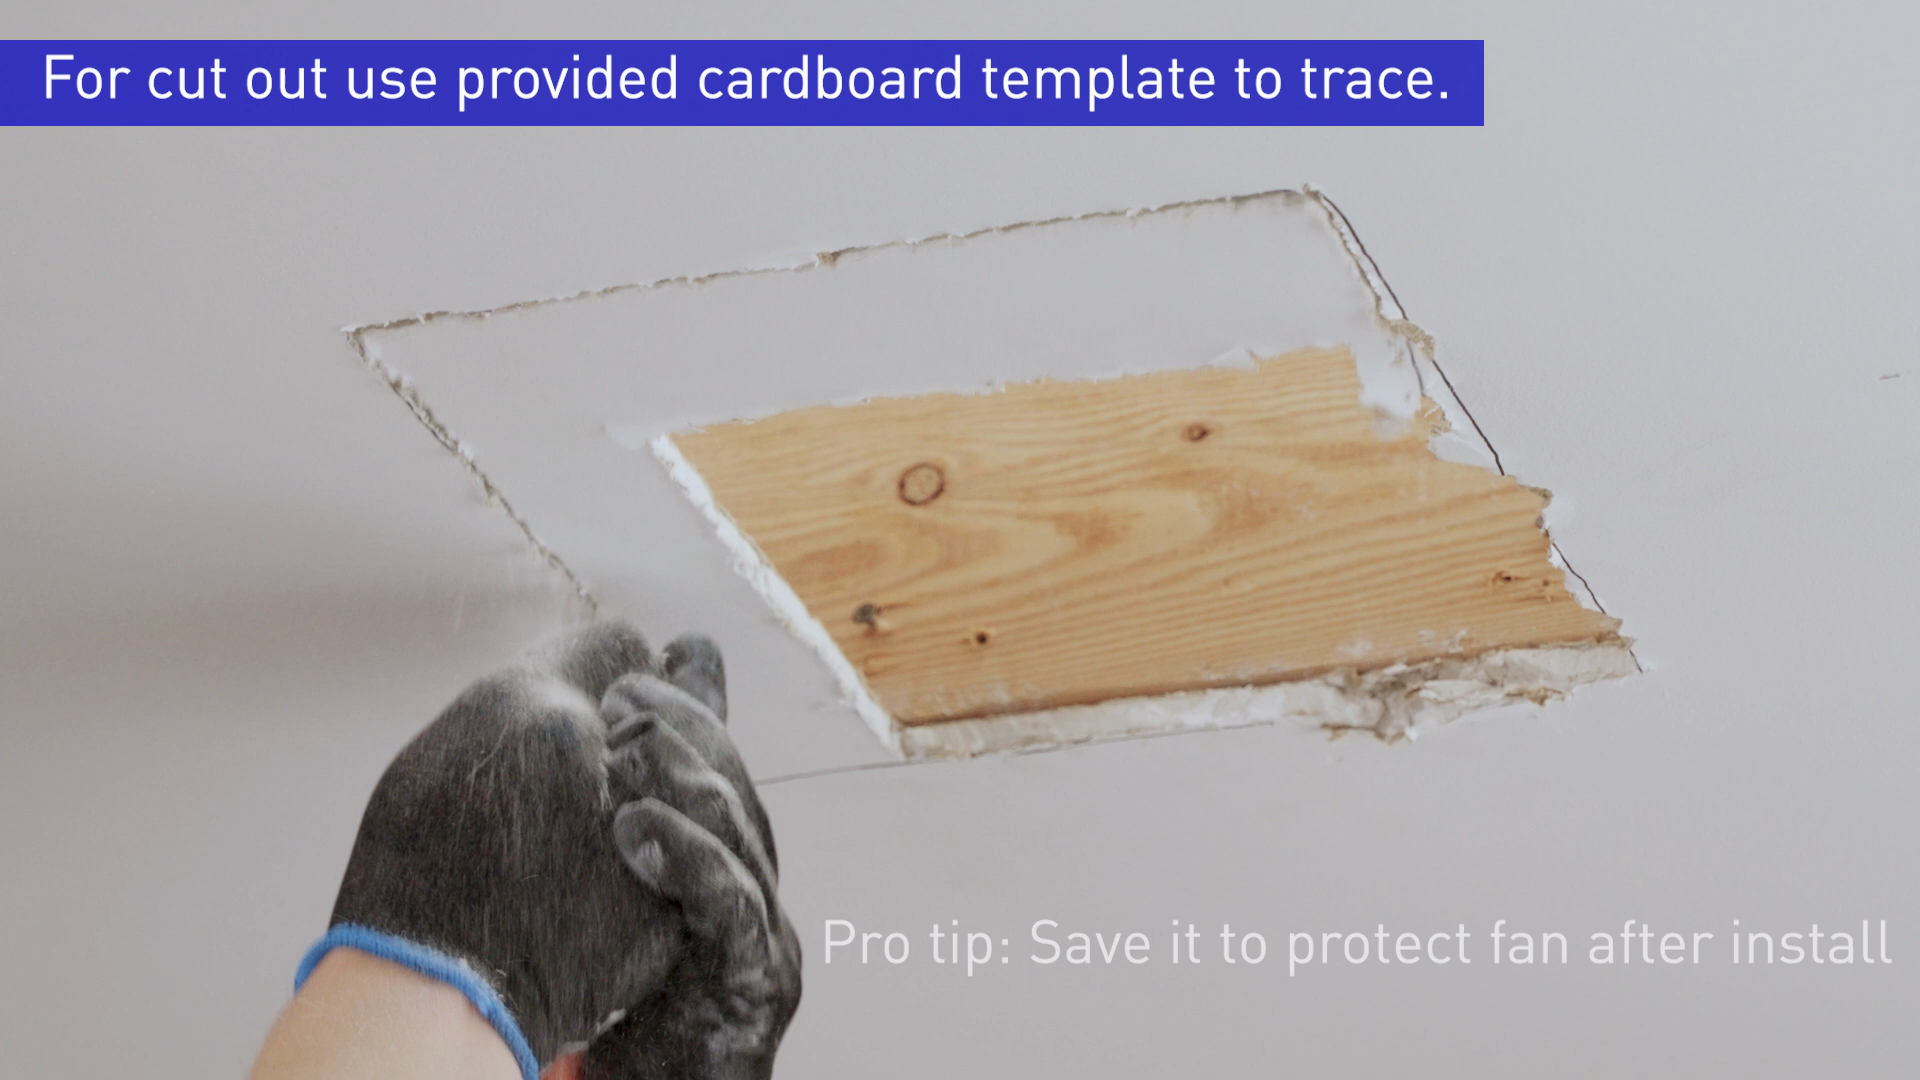 For cut out use provided cardboard template to trace.
Pro tip: Save it to protect fan after install